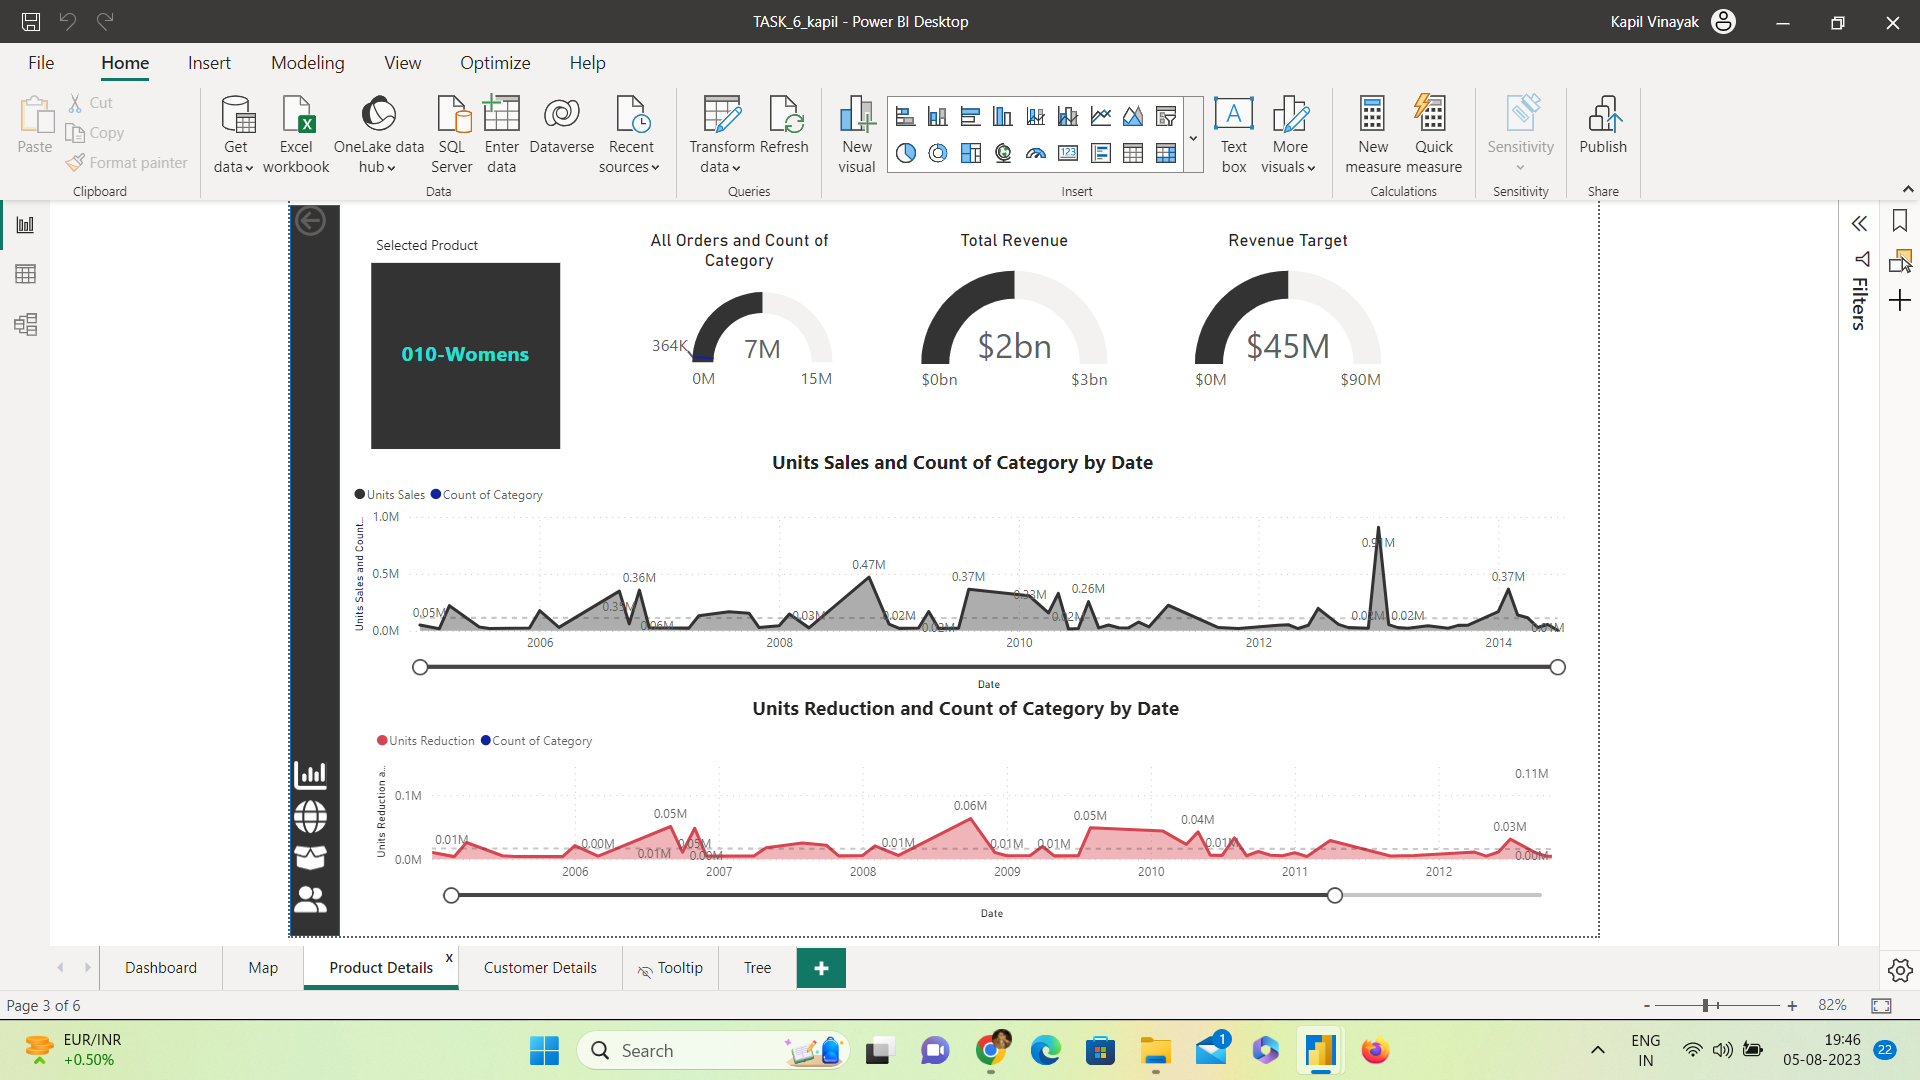 TASK_6_kapil - Power BI Desktop
Kapil Vinayak
File Home Insert Modeling View Optimize Help
Paste
Cut
Copy
Format painter
Clipboard
Get data
Excel workbook
OneLake data hub
SQL Server
Enter data
Dataverse
Recent sources
Data
Transform data
Refresh
Queries
New visual
123
A
Text box
More visuals
Insert
New measure
Quick measure
Calculations
Sensitivity
Sensitivity
Publish
Share
Filters
Selected Product
010-Womens
All Orders and Count of
Category
364K
7M
0M 15M
Total Revenue
$2bn
$0bn $3bn
Revenue Target
$45M
$0M $90M
Units Sales and Count of Category by Date
Units Sales Count of Category
Units Sales and Count...
1.0M
0.5M
0.0M
0.05M
0.36M
0.35M
0.06M
0.03M
0.47M
0.02M
0.02M
0.37M
0.33M
0.02M
0.26M
0.02M
0.91M
0.02M
0.37M
0.01M
2006 2008 2010 2012 2014
Date
Units Reduction and Count of Category by Date
Units Reduction Count of Category
Units Reduction a...
0.1M
0.0M
0.01M
0.00M
0.01M
0.05M
0.05M
0.00M
0.01M
0.06M
0.01M
0.01M
0.05M
0.04M
0.01M
0.03M
0.11M
0.00M
2006 2007 2008 2009 2010 2011 2012
Date
Dashboard Map Product Details x Customer Details Tooltip Tree +
Page 3 of 6
- + 82%
EUR/INR
+0.50%
Search
1
ENG
IN
19:46
05-08-2023
22